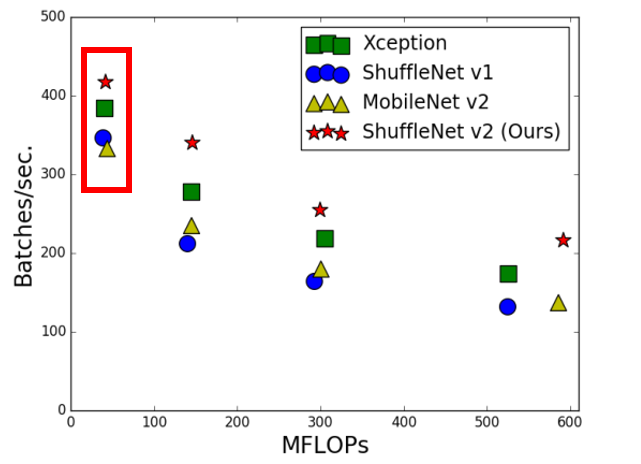 500
400
300
200
100
0
Batches/sec.
0 100 200 300 400 500 600
MFLOPs
Xception
ShuffleNet v1
MobileNet v2
ShuffleNet v2 (Ours)